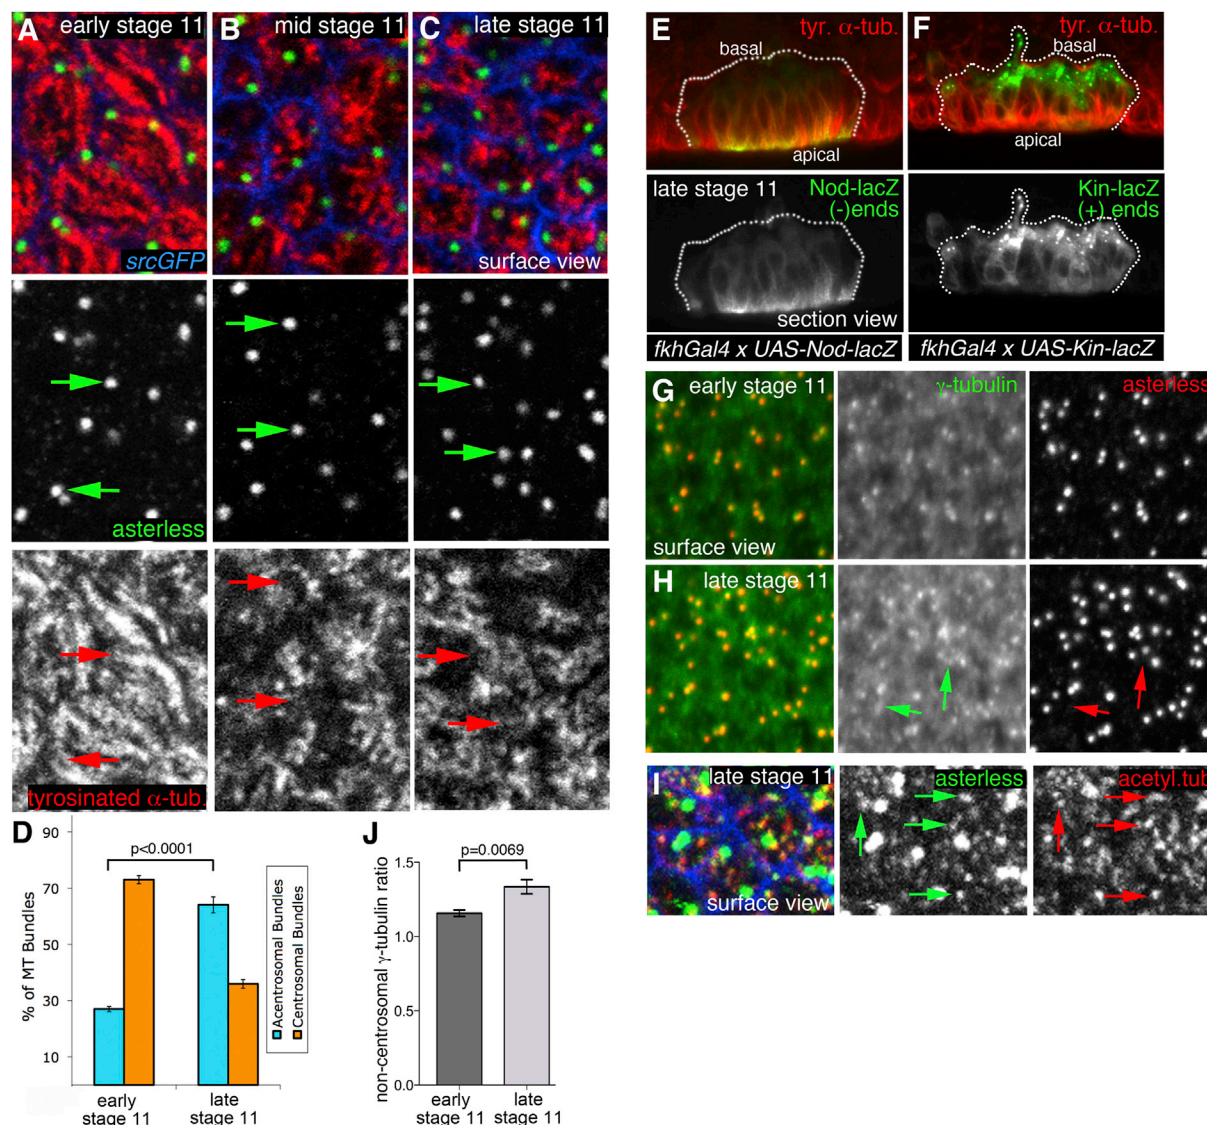 A early stage 11
B mid stage 11
C late stage 11
srcGFP
surface view
asterless
tyrosinated α-tub.
D
p<0.0001
90
70
50
30
10
% of MT Bundles
Acentrosomal Bundles
Centrosomal Bundles
early
stage 11
late
stage 11
J
p=0.0069
1.5
1.0
0.5
0.0
non-centrosomal γ-tubulin ratio
early
stage 11
late
stage 11
E tyr. α-tub.
basal
apical
late stage 11
Nod-lacZ
(-)ends
section view
fkhGal4 x UAS-Nod-lacZ
F tyr. α-tub.
basal
apical
Kin-lacZ
(+) ends
fkhGal4 x UAS-Kin-lacZ
G early stage 11
γ-tubulin
asterless
surface view
H late stage 11
I late stage 11
asterless
acetyl.tub
surface view